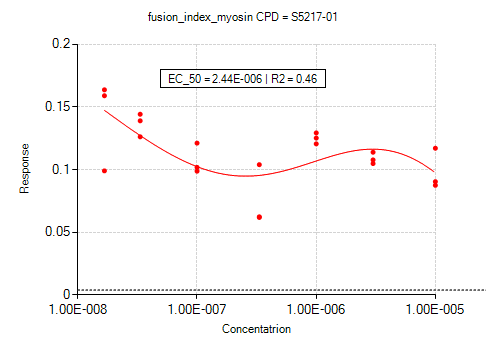 fusion_index_myosin CPD = S5217-01
0.2
EC_50 = 2.44E-006 | R2 = 0.46
0.15
Response
0.1
0.05
0
1.00E-008 1.00E-007 1.00E-006 1.00E-005
Concentatrion